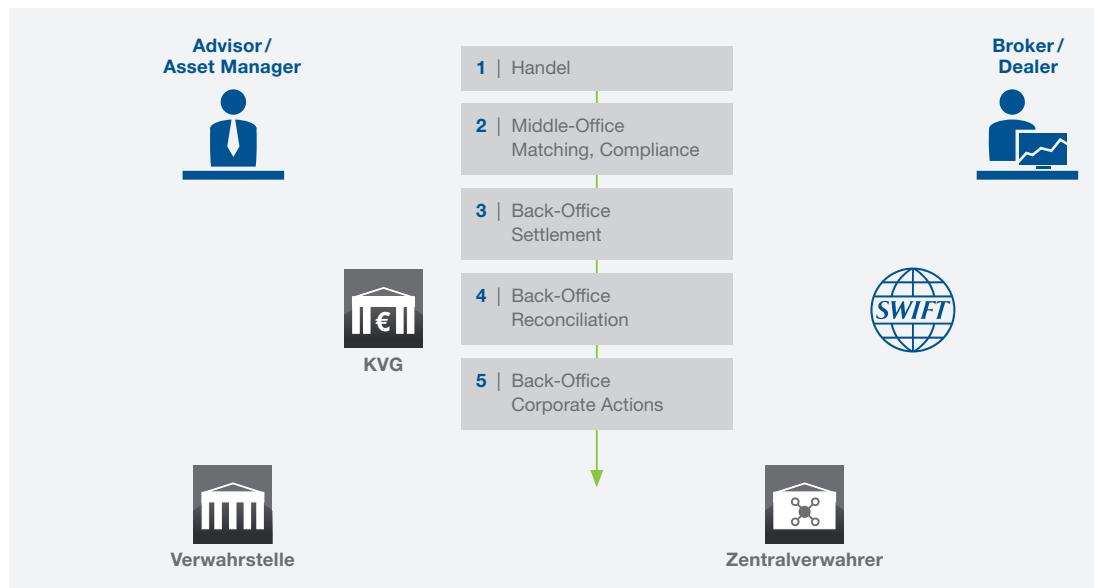 Advisor /
Asset Manager
1 | Handel
2 | Middle-Office
Matching, Compliance
3 | Back-Office
Settlement
4 | Back-Office
Reconciliation
5 | Back-Office
Corporate Actions
Broker /
Dealer
€
KVG
SWIFT
Verwahrstelle
Zentralverwahrer